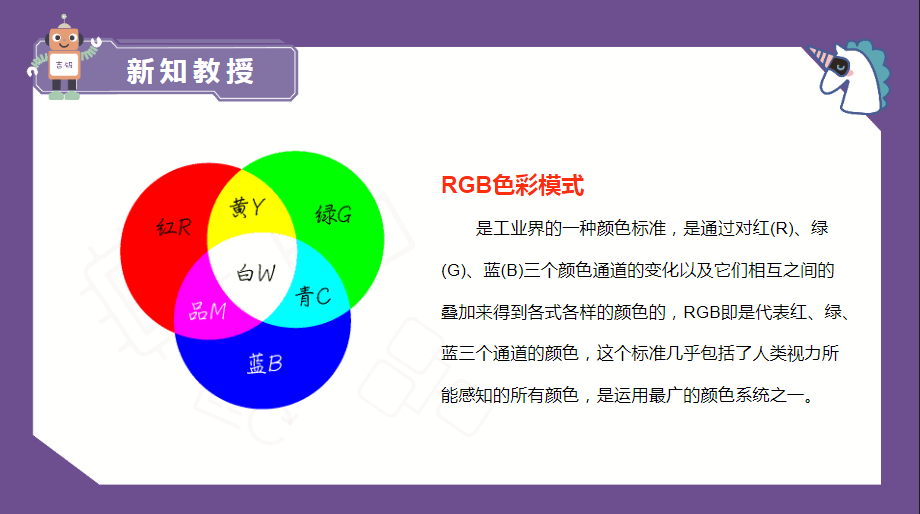 新知教授
红R
黄Y
绿G
白W
品M
青C
蓝B
RGB色彩模式
是工业界的一种颜色标准，是通过对红(R)、绿
(G)、蓝(B)三个颜色通道的变化以及它们相互之间的
叠加来得到各式各样的颜色的，RGB即是代表红、绿、
蓝三个通道的颜色，这个标准几乎包括了人类视力所
能感知的所有颜色，是运用最广的颜色系统之一。